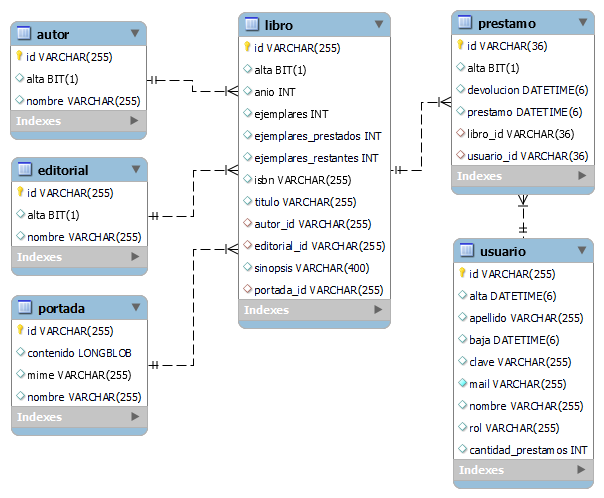 autor
id VARCHAR(255)
alta BIT(1)
nombre VARCHAR(255)
Indexes
editorial
id VARCHAR(255)
alta BIT(1)
nombre VARCHAR(255)
Indexes
portada
id VARCHAR(255)
contenido LONGBLOB
mime VARCHAR(255)
nombre VARCHAR(255)
Indexes
libro
id VARCHAR(255)
alta BIT(1)
anio INT
ejemplares INT
ejemplares_prestados INT
ejemplares_restantes INT
isbn VARCHAR(255)
titulo VARCHAR(255)
autor_id VARCHAR(255)
editorial_id VARCHAR(255)
sinopsis VARCHAR(400)
portada_id VARCHAR(255)
Indexes
prestamo
id VARCHAR(36)
alta BIT(1)
devolucion DATETIME(6)
prestamo DATETIME(6)
libro_id VARCHAR(36)
usuario_id VARCHAR(36)
Indexes
usuario
id VARCHAR(255)
alta DATETIME(6)
apellido VARCHAR(255)
baja DATETIME(6)
clave VARCHAR(255)
mail VARCHAR(255)
nombre VARCHAR(255)
rol VARCHAR(255)
cantidad_prestamos INT
Indexes